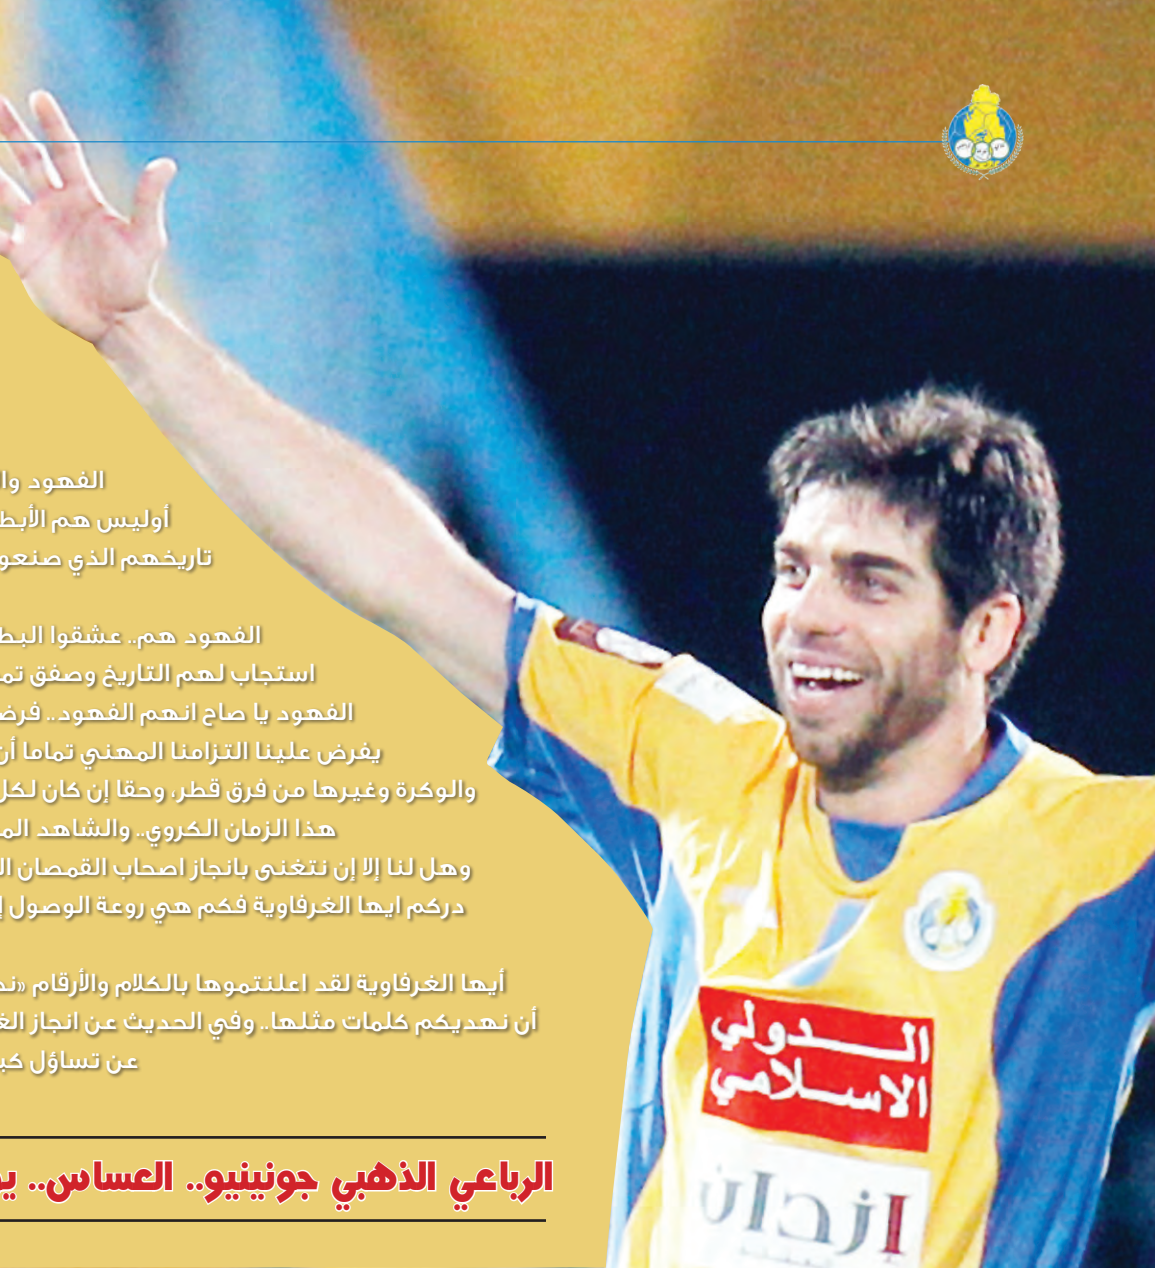 الفهود وا
أوليس هم الأبط
تاريخهم الذي صنعو
الفهود هم.. عشقوا البط
استجاب لهم التاريخ وصفق تم
الفهود يا صاح انهم الفهود.. فرض
يفرض علينا التزامنا المهني تماما أن
والوكرة وغيرها من فرق قطر، وحقا إن كان لكل
هذا الزمان الكروي.. والشاهد الم
وهل لنا إلا إن نتغنى بانجاز اصحاب القمصان ال
دركم ايها الغرفاوية فكم هي روعة الوصول إ
أيها الغرفاوية لقد اعلنتموها بالكلام والأرقام «نح
أن نهديكم كلمات مثلها.. وفي الحديث عن انجاز الغ
عن تساؤل كب
الدولي
الاسلامي
الرباعي الذهبي جونينيو.. العساس.. يو
إزدان